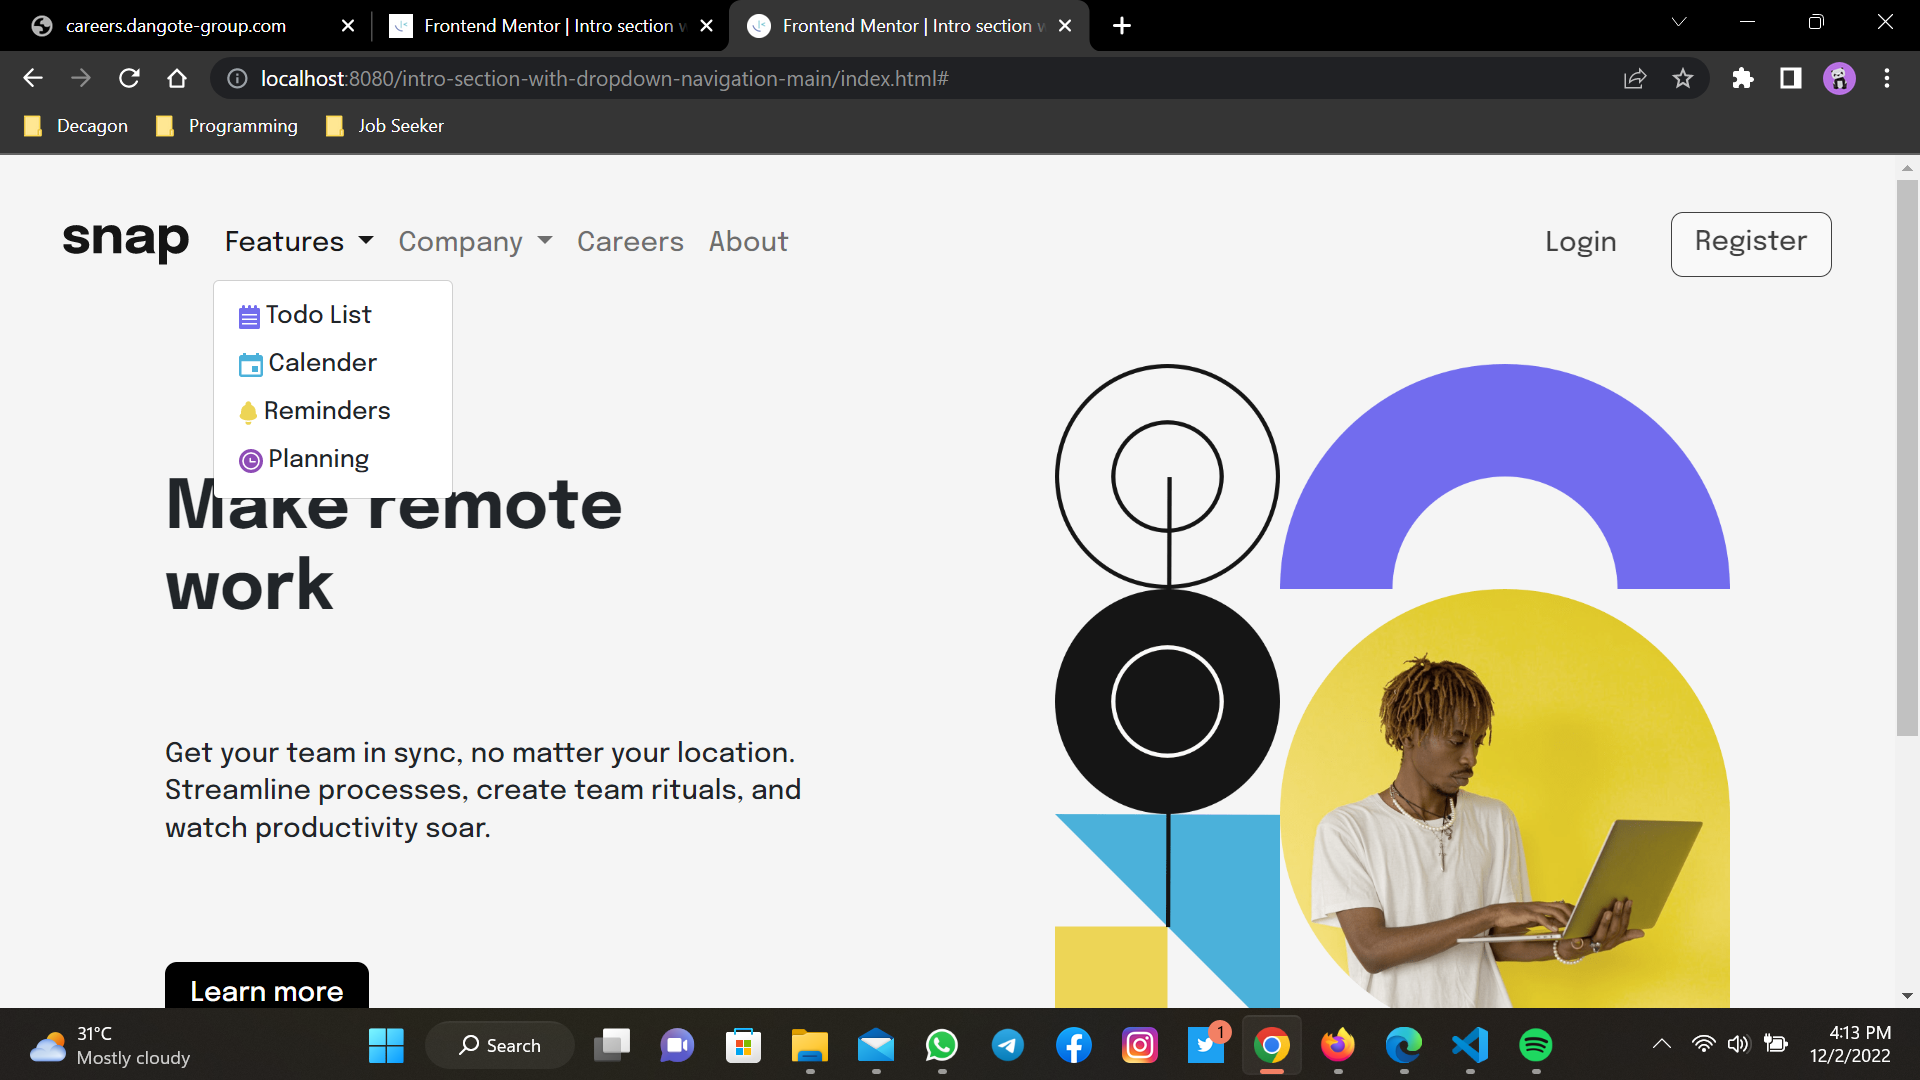 careers.dangote-group.com
Frontend Mentor | Intro section w
Frontend Mentor | Intro section w
localhost:8080/intro-section-with-dropdown-navigation-main/index.html#
Decagon
Programming
Job Seeker
snap
Features
Company
Careers
About
Login
Register
Todo List
Calender
Reminders
Planning
Make remote
work
Get your team in sync, no matter your location.
Streamline processes, create team rituals, and
watch productivity soar.
Learn more
31°C
Mostly cloudy
Search
1
4:13 PM
12/2/2022